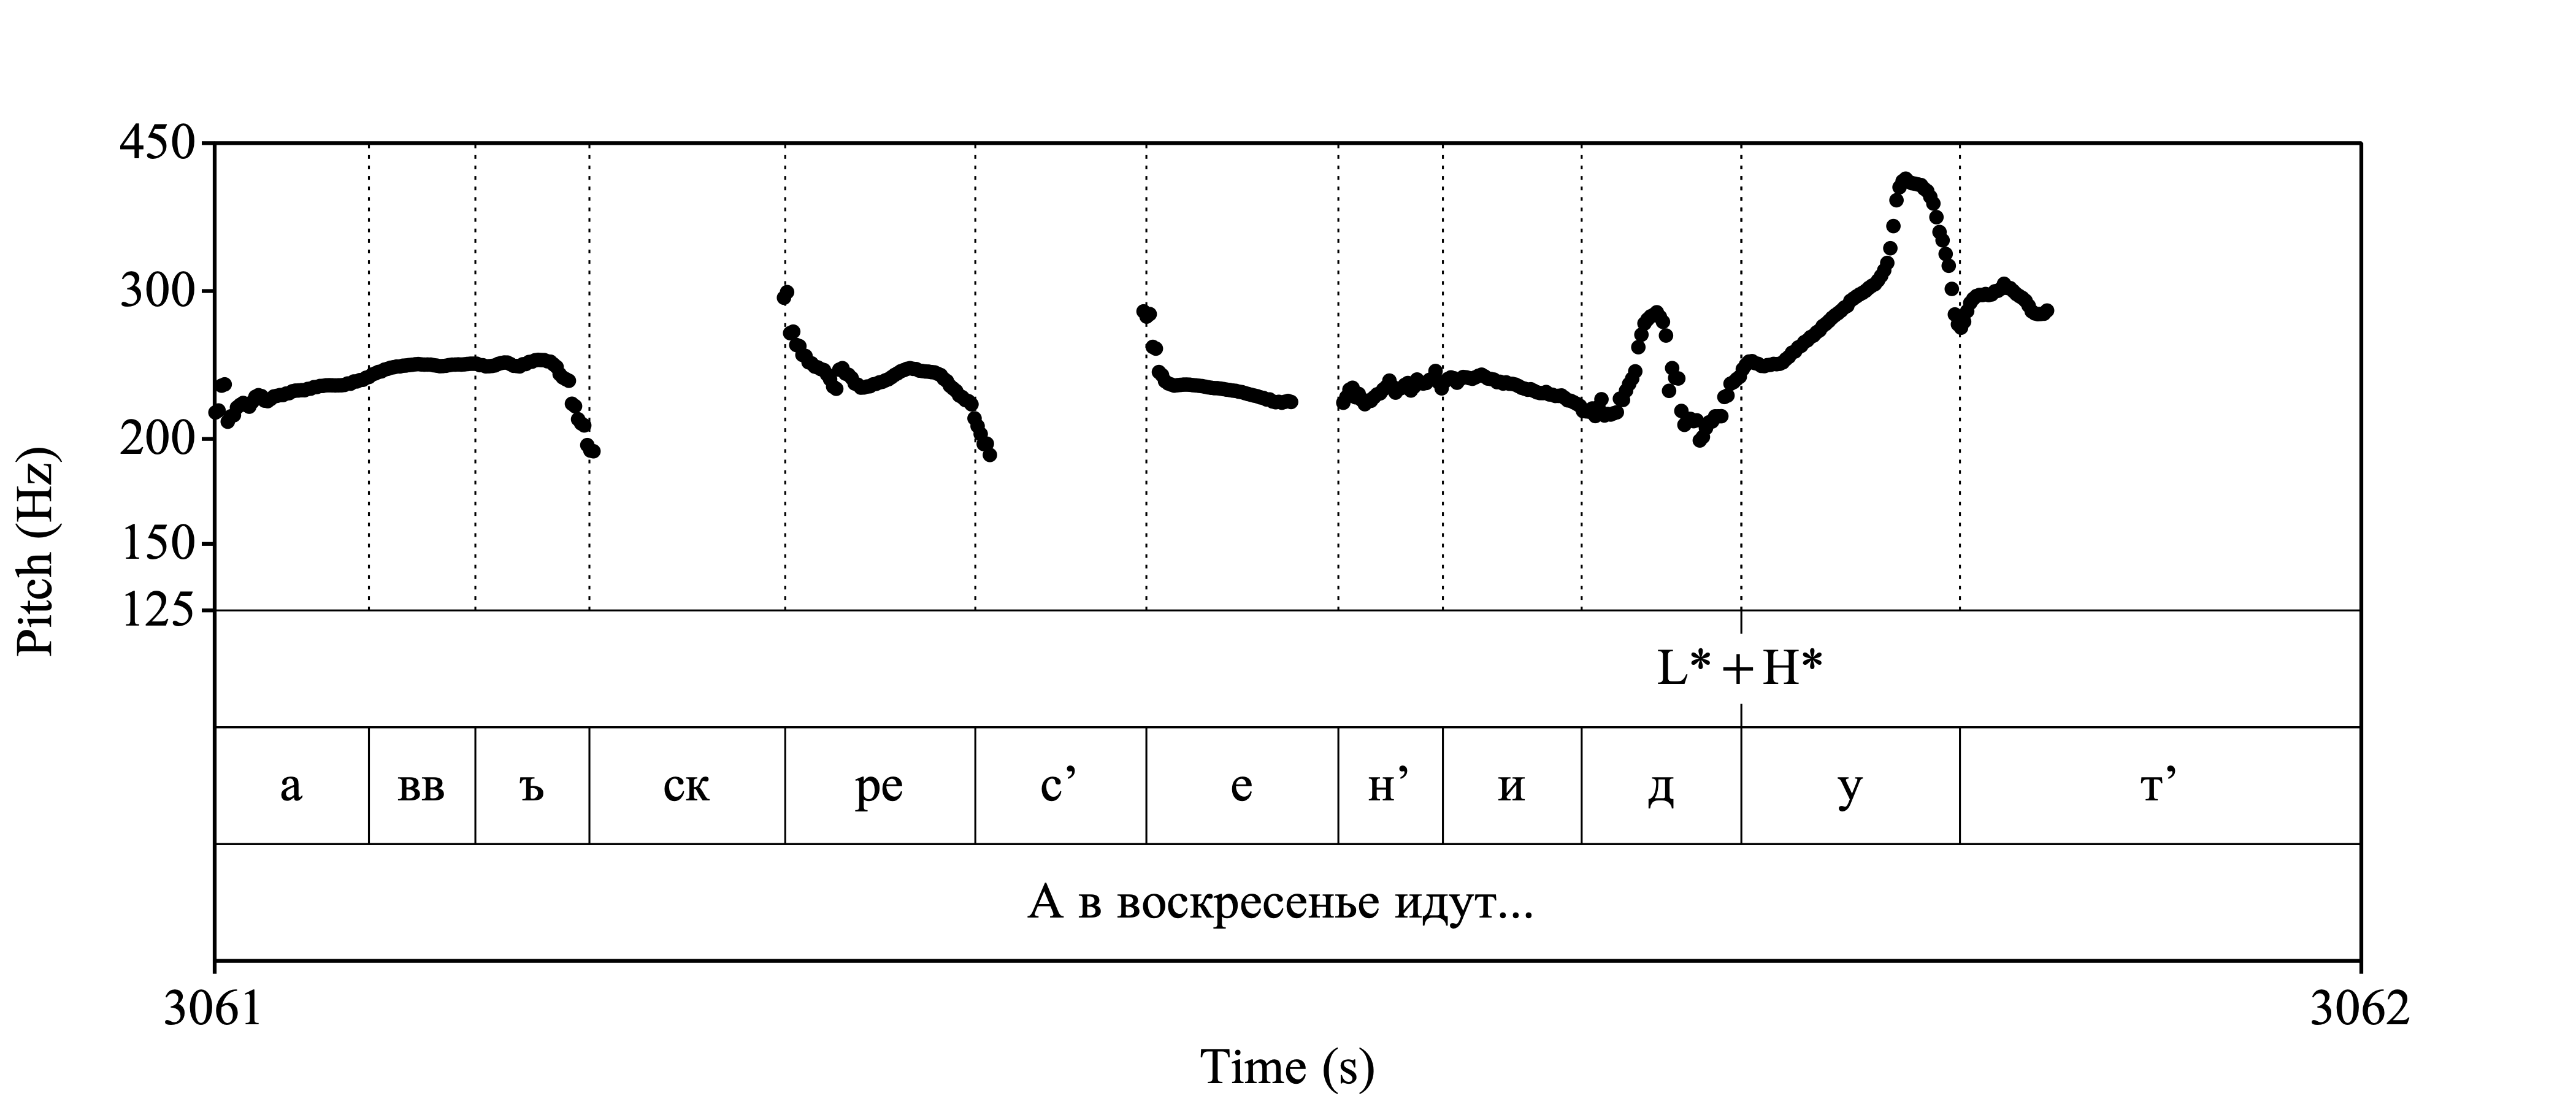 450
300
200
150
125
Pitch (Hz)
L*+H*
а вв ъ ск ре с’ е н’ и д у т’
А в воскресенье идут...
3061 3062
Time (s)